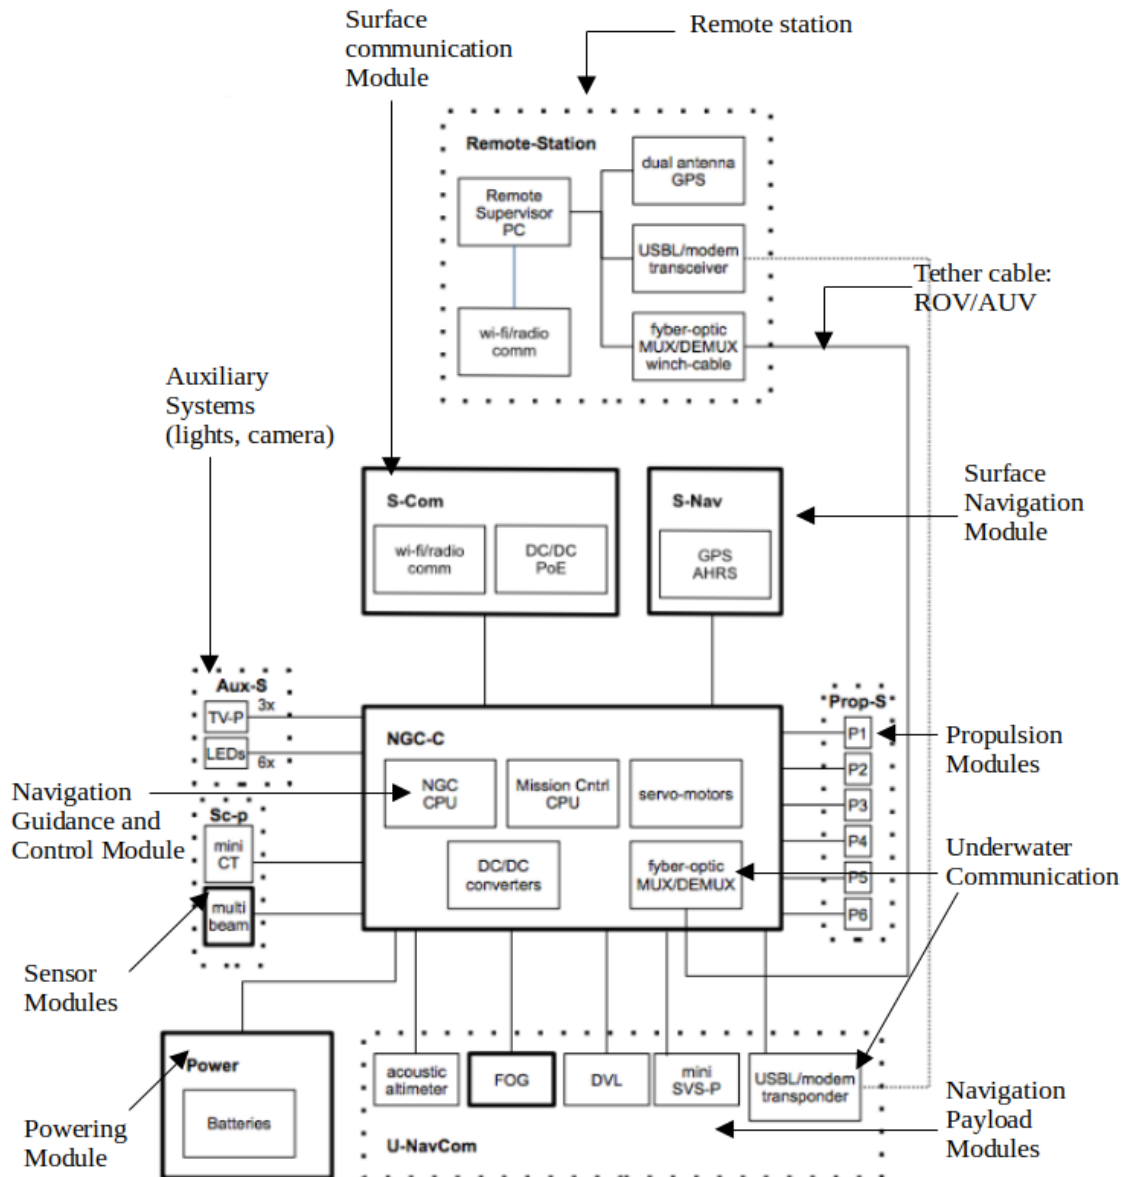 Surface
communication
Module
Remote station
Remote-Station
dual antenna
GPS
Remote
Supervisor
PC
USBL/modem
transceiver
Tether cable:
ROV/AUV
wi-fi/radio
comm
fyber-optic
MUX/DEMUX
winch-cable
Auxiliary
Systems
(lights, camera)
S-Com
wi-fi/radio
comm
DC/DC
PoE
S-Nav
GPS
AHRS
Surface
Navigation
Module
Aux-S
TV-P
3x
LEDs
6x
Prop-S
P1
P2
P3
P4
P5
P6
Propulsion
Modules
NGC-C
NGC
CPU
Mission Cntrl
CPU
servo-motors
DC/DC
converters
fyber-optic
MUX/DEMUX
Navigation
Guidance and
Control Module
Sc-p
mini
CT
multi
beam
Underwater
Communication
Sensor
Modules
Power
Batteries
Powering
Module
acoustic
altimeter
FOG
DVL
mini
SVS-P
USBL/modem
transponder
U-NavCom
Navigation
Payload
Modules